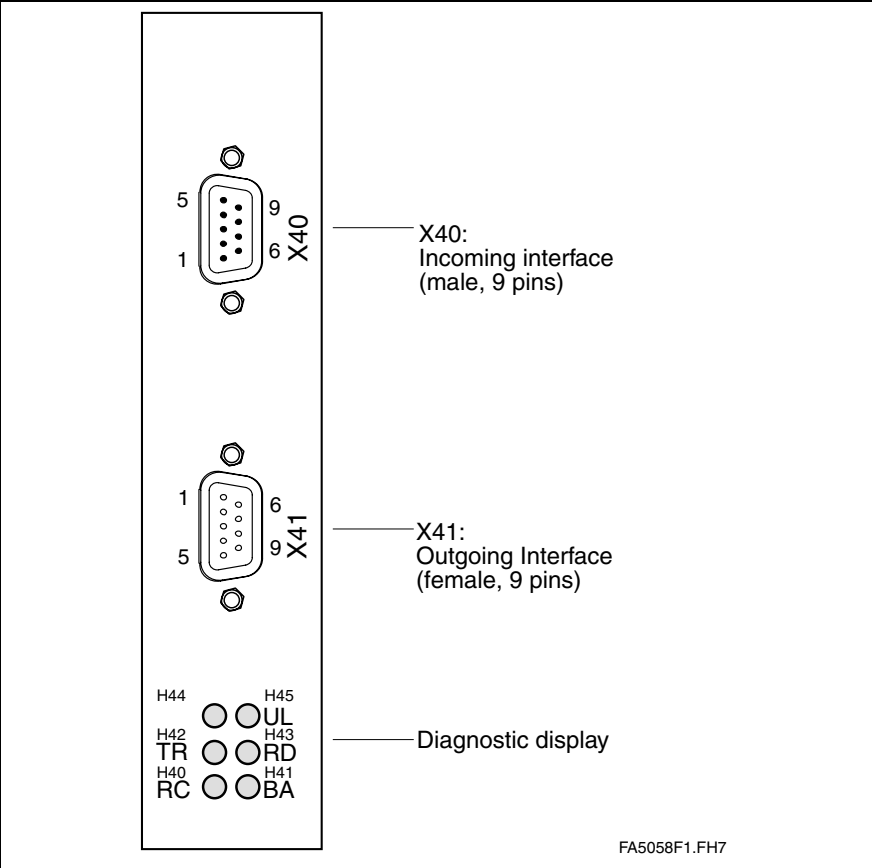 5
9
X40
1
6
X40:
Incoming interface
(male, 9 pins)
1
6
X41
5
9
X41:
Outgoing Interface
(female, 9 pins)
H44
H45
UL
H42
H43
TR
RD
H40
H41
RC
BA
Diagnostic display
FA5058F1.FH7